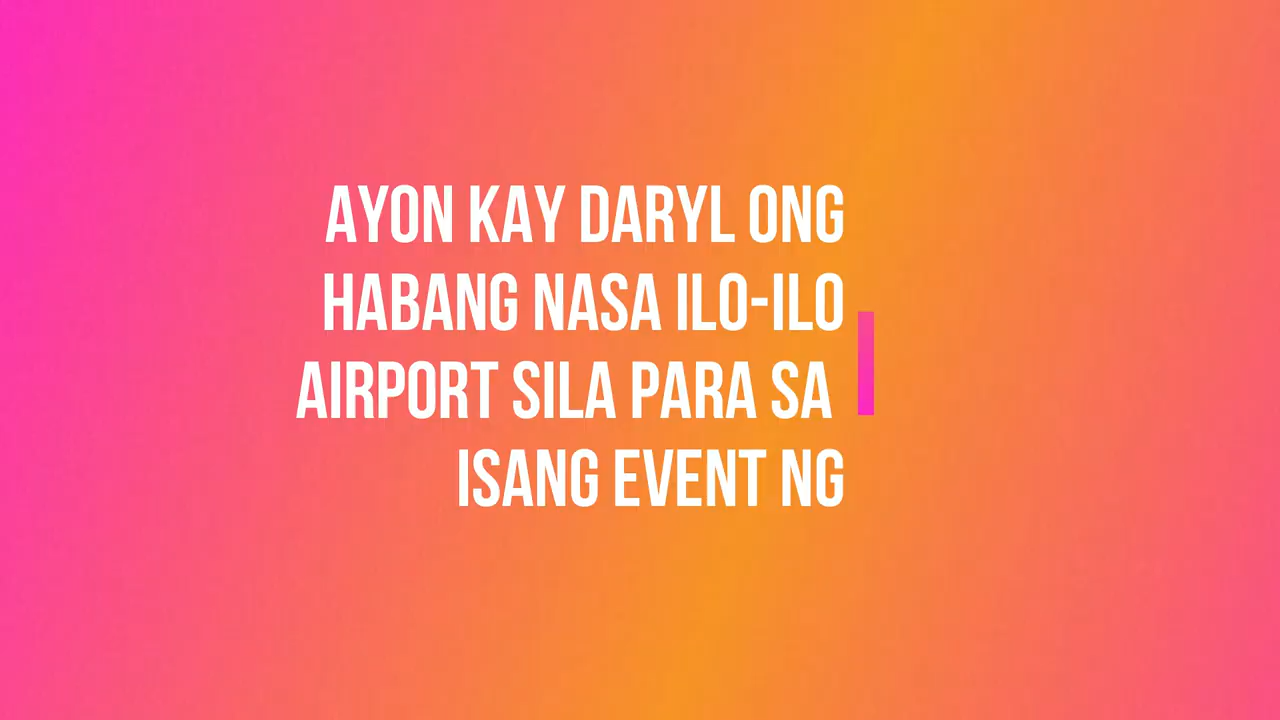 AYON KAY DARYL ONG
HABANG NASA ILO-ILO
AIRPORT SILA PARA SA
ISANG EVENT NG